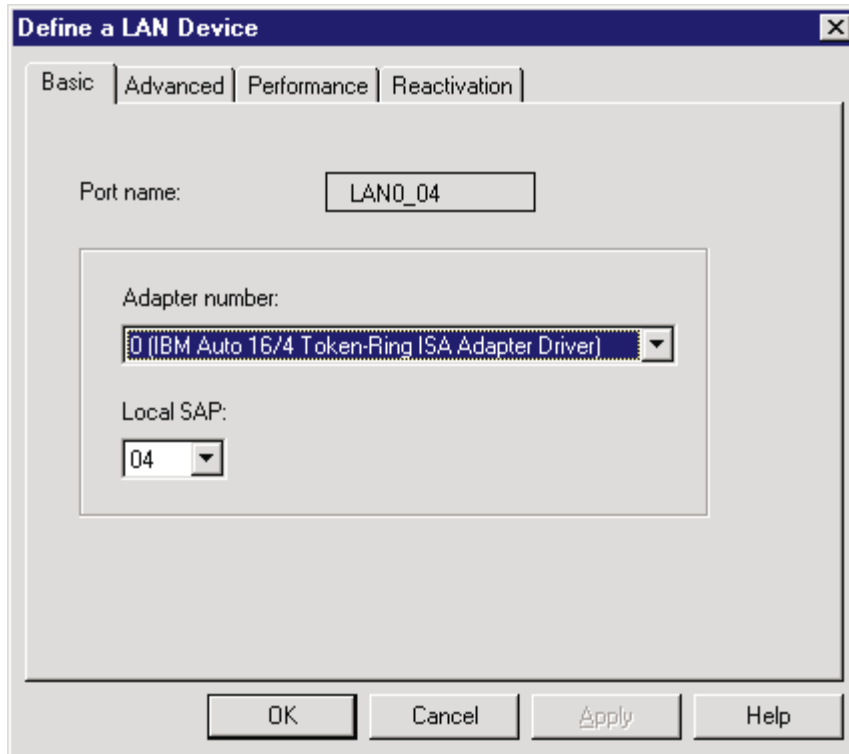 Define a LAN Device
Basic Advanced Performance Reactivation
Port name: LAN0_04
Adapter number:
0 (IBM Auto 16/4 Token-Ring ISA Adapter Driver)
Local SAP:
04
OK Cancel Apply Help